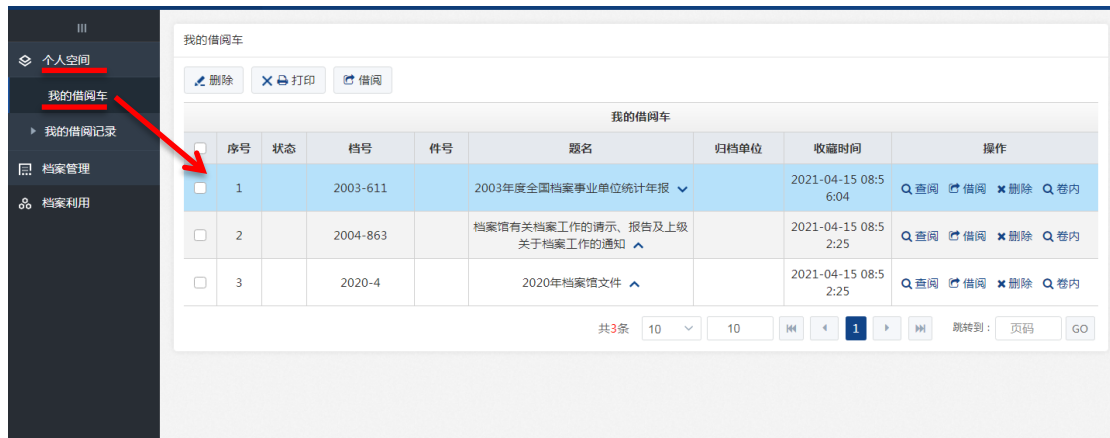 个人空间
我的借阅车
我的借阅记录
档案管理
档案利用
我的借阅车
删除 打印 借阅
我的借阅车
序号 状态 档号 件号 题名 归档单位 收藏时间 操作
1 2003-611 2003年度全国档案事业单位统计年报 2021-04-15 08:5
6:04 查阅 借阅 删除 卷内
2 2004-863 档案馆有关档案工作的请示、报告及上级
关于档案工作的通知 2021-04-15 08:5
2:25 查阅 借阅 删除 卷内
3 2020-4 2020年档案馆文件 2021-04-15 08:5
2:25 查阅 借阅 删除 卷内
共3条 10 10 1 跳转到： 页码 GO